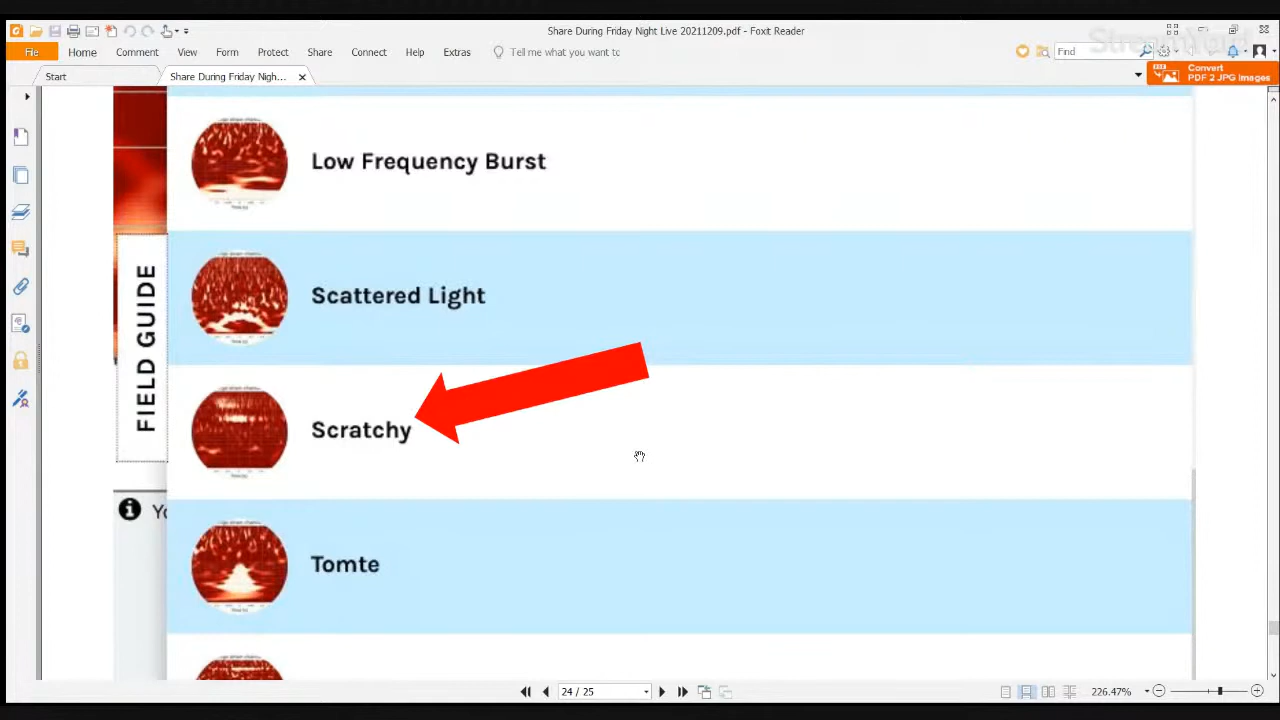 Share During Friday Night Live 20211209.pdf - Foxit Reader
File Home Comment View Form Protect Share Connect Help Extras Tell me what you want to Find
Start Share During Friday Nigh... Convert
PDF 2 JPG Images
Low Frequency Burst
Scattered Light
FIELD GUIDE
Scratchy
Yo
Tomte
24 / 25 226.47%